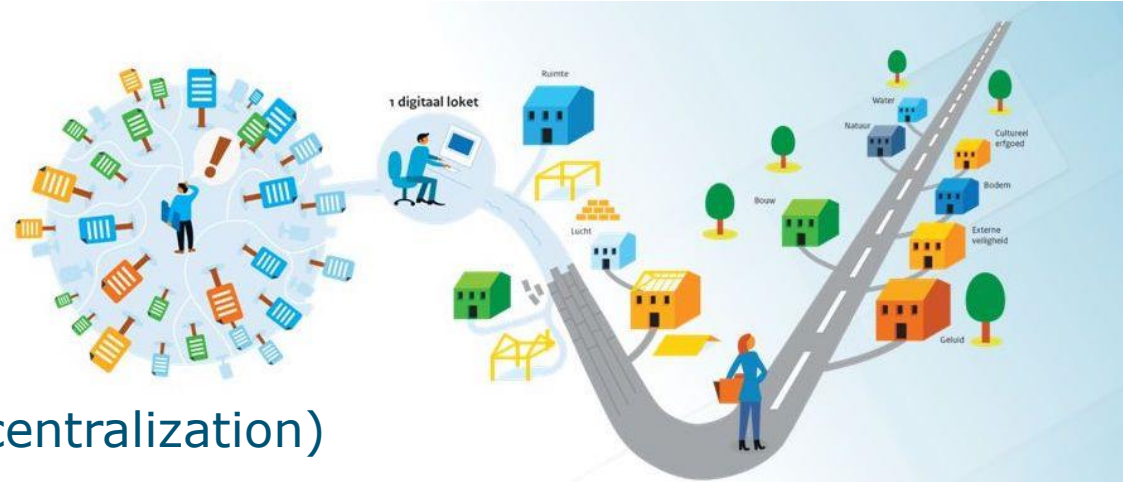 Ruimte
1 digitaal loket
Water
Natuur
Cultureel
erfgoed
Bodem
Bouw
Lucht
Externe
veiligheid
Geluid
centralization)